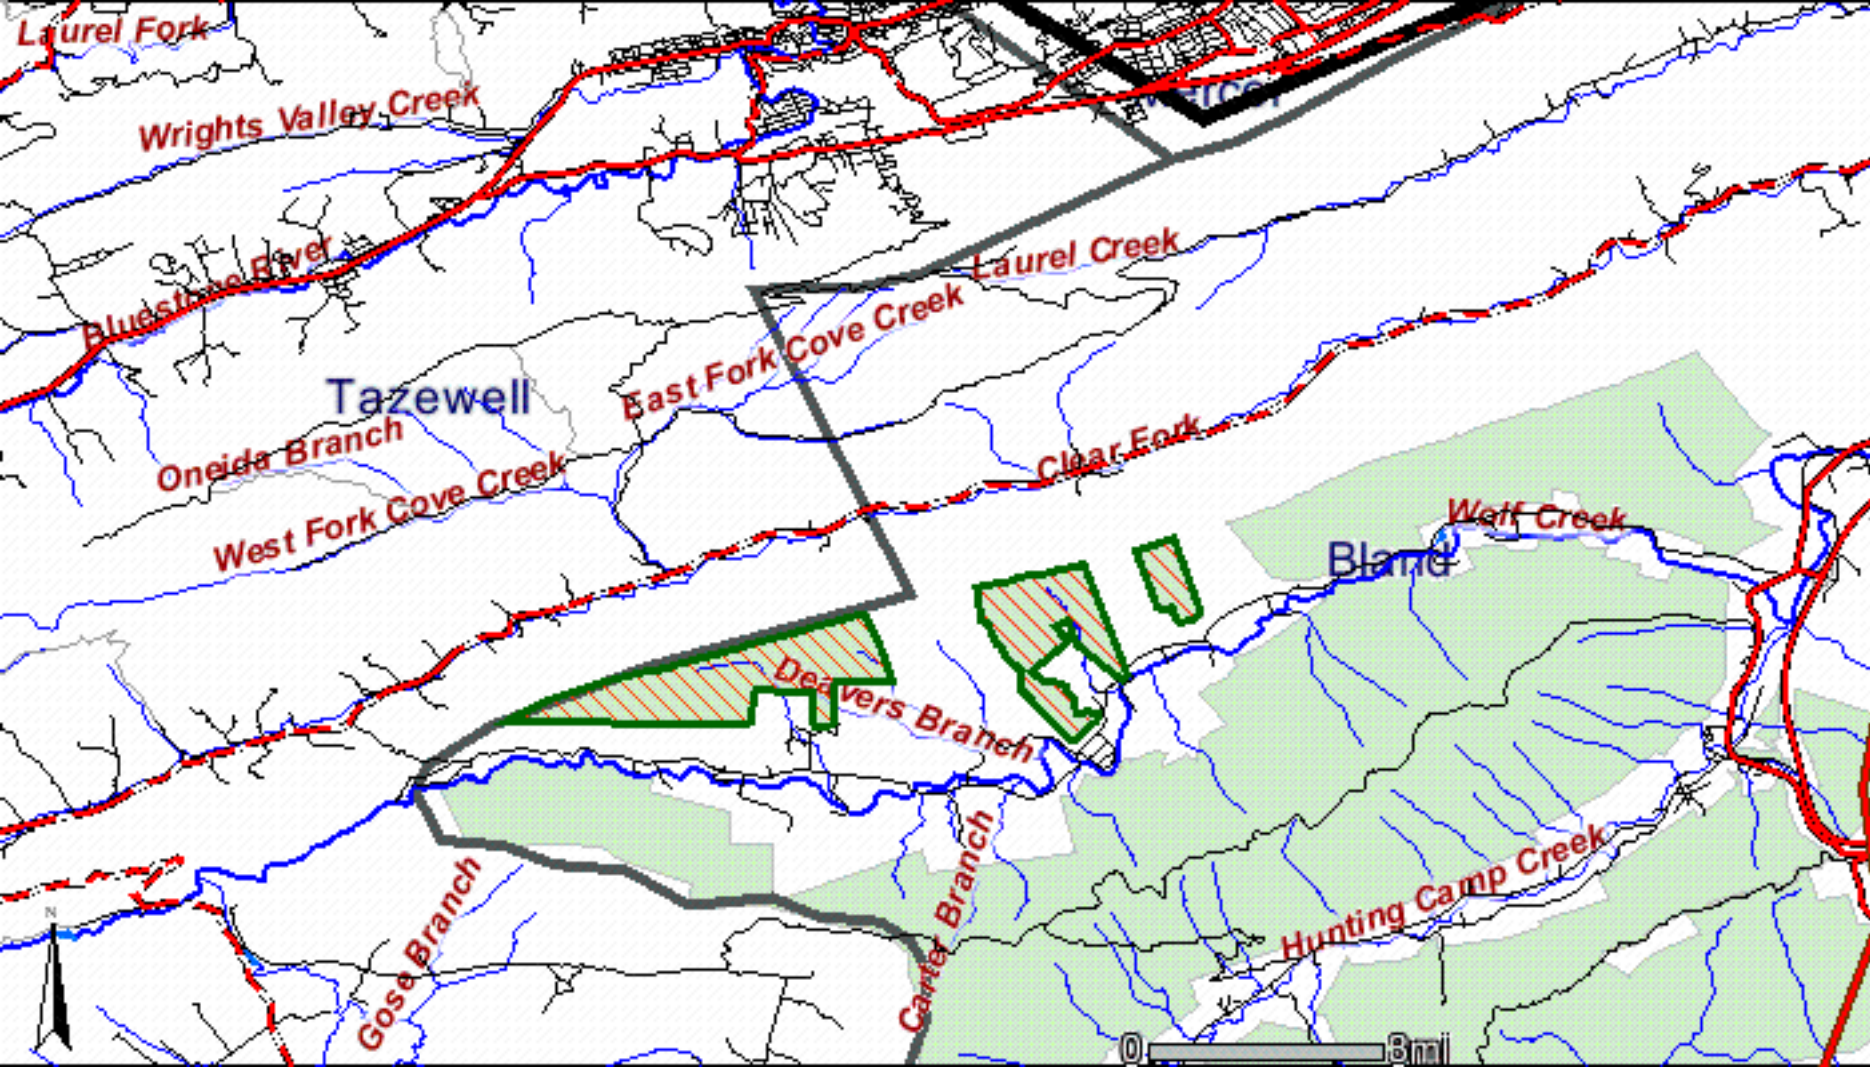 Laurel Fork
Wrights Valley Creek
Mercer
Bluestone River
Laurel Creek
East Fork Cove Creek
Tazewell
Oneida Branch
West Fork Cove Creek
Clear Fork
Wolf Creek
Bland
Deavers Branch
Carter Branch
Gose Branch
Hunting Camp Creek
N
0 8mi